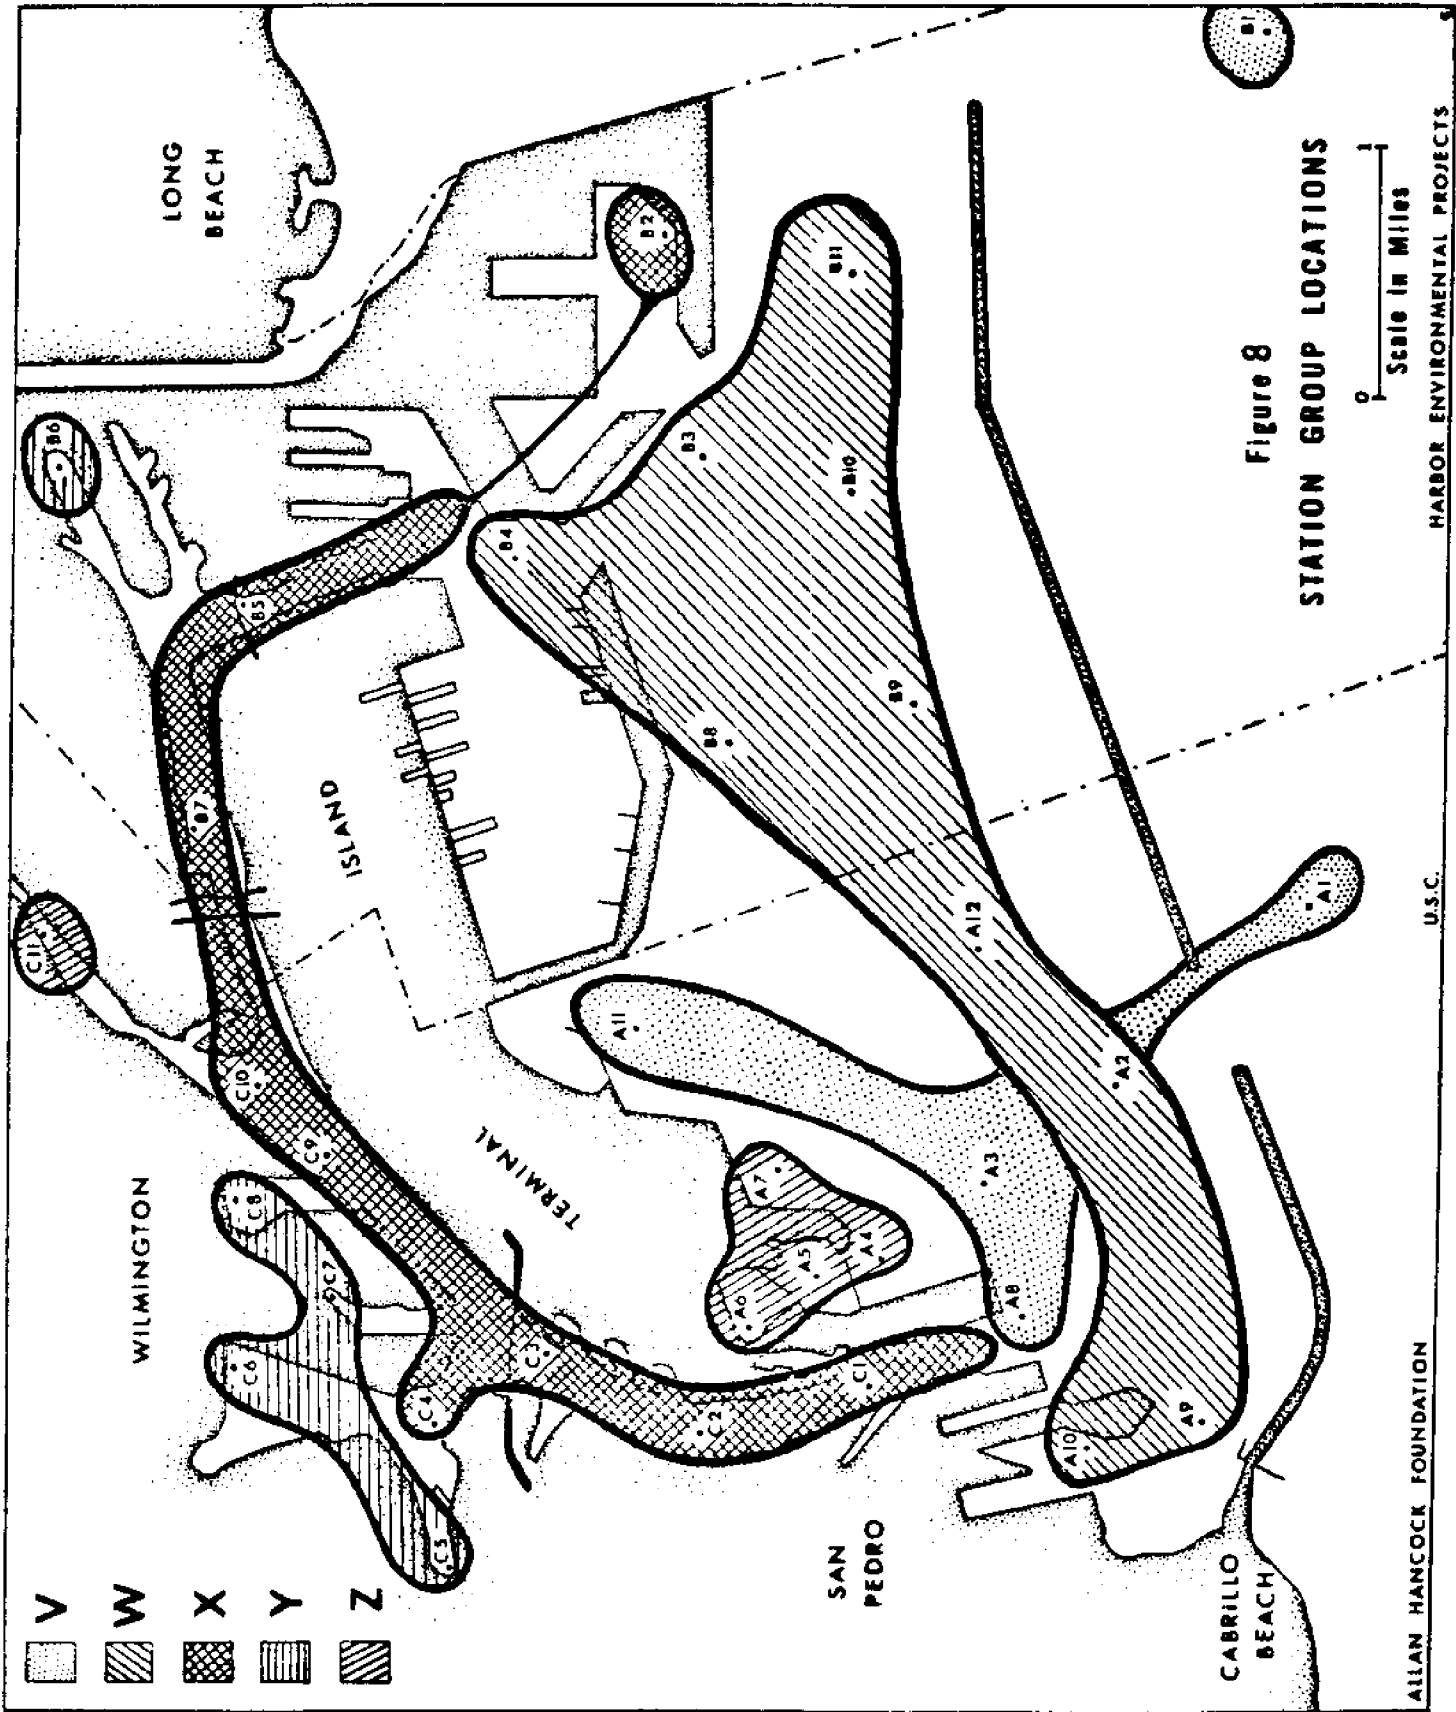 V
W
X
Y
Z
WILMINGTON
LONG
BEACH
TERMINAL
ISLAND
SAN
PEDRO
CABRILLO
BEACH
C11
B6
C8
C10
B7
B5
C6
C7
C9
C4
C3
C5
C2
C1
B4
B2
B3
B11
B10
B8
B9
A11
A7
A6
A5
A4
A12
A3
A8
A2
A10
A9
A1
B1
Figure 8
STATION GROUP LOCATIONS
0 1
Scale in Miles
ALLAN HANCOCK FOUNDATION U.S.C. HARBOR ENVIRONMENTAL PROJECTS